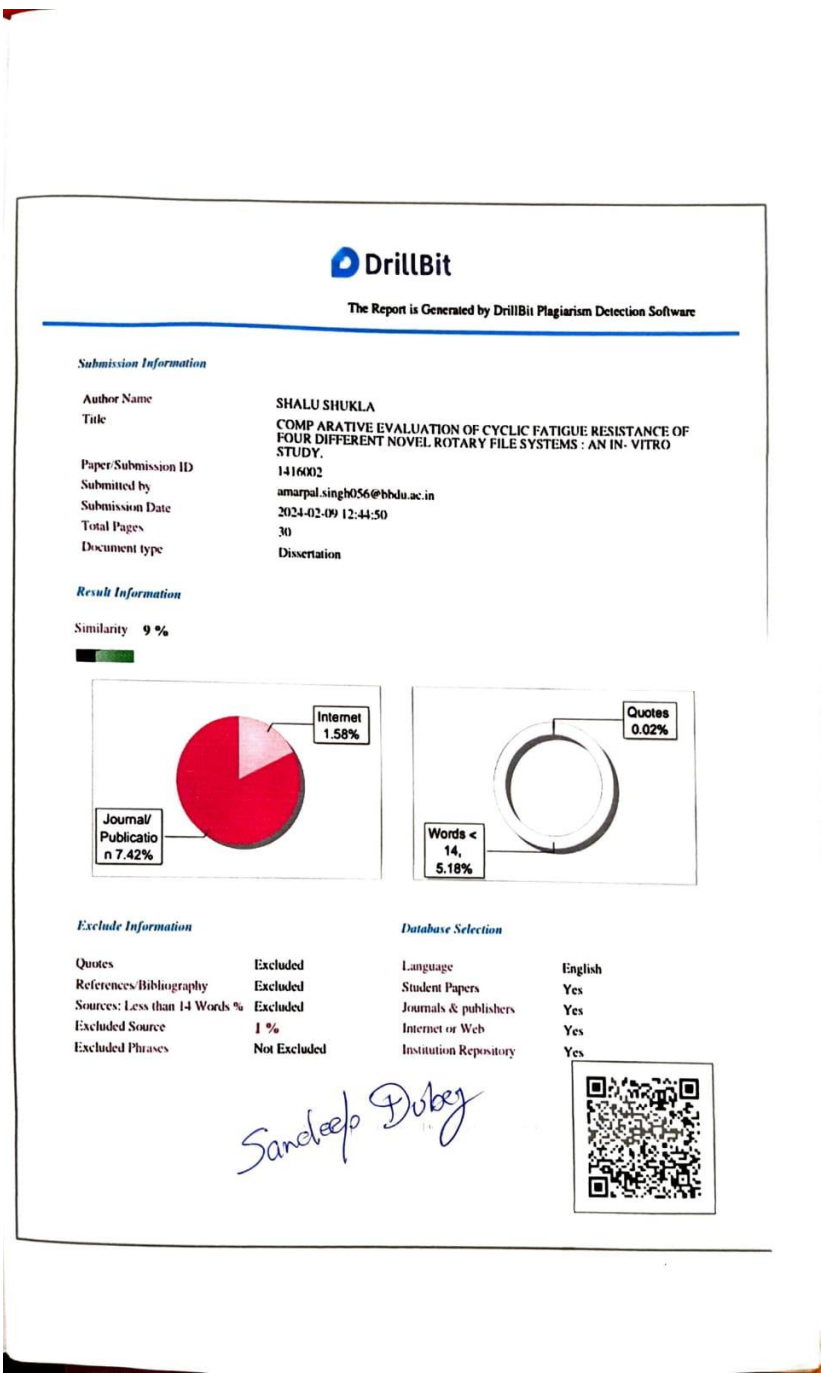 DrillBit
The Report is Generated by DrillBit Plagiarism Detection Software
Submission Information
Author Name SHALU SHUKLA
Title COMP ARATIVE EVALUATION OF CYCLIC FATIGUE RESISTANCE OF
FOUR DIFFERENT NOVEL ROTARY FILE SYSTEMS : AN IN- VITRO
STUDY.
Paper/Submission ID 1416002
Submitted by amarpal.singh056@bbdu.ac.in
Submission Date 2024-02-09 12:44:50
Total Pages 30
Document type Dissertation
Result Information
Similarity 9 %
Internet
1.58%
Journal/
Publicatio
n 7.42%
Quotes
0.02%
Words <
14,
5.18%
Exclude Information
Quotes Excluded
References/Bibliography Excluded
Sources: Less than 14 Words % Excluded
Excluded Source 1 %
Excluded Phrases Not Excluded
Database Selection
Language English
Student Papers Yes
Journals & publishers Yes
Internet or Web Yes
Institution Repository Yes
Sandeep Dubey